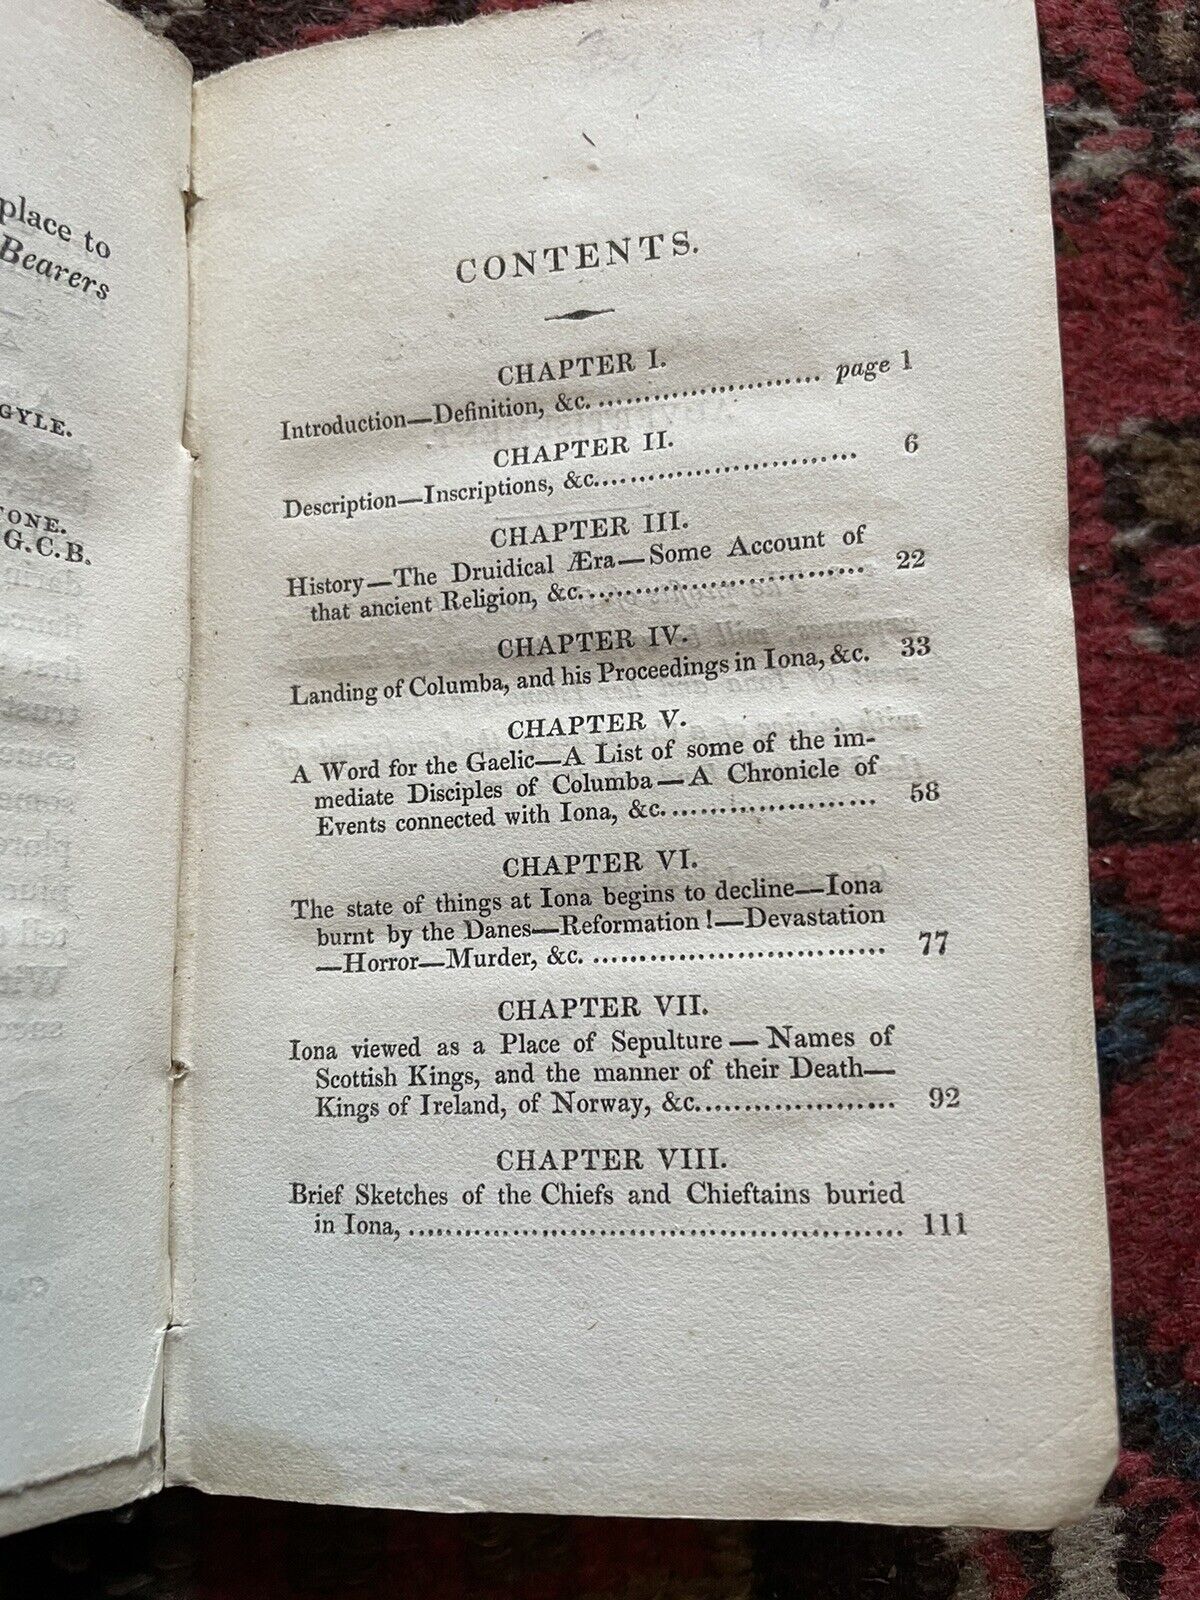 place to
Bearers
GYLE.
TONE.
G.C.B.
CONTENTS.
CHAPTER I.
Introduction—Definition, &c. ........................ page 1
CHAPTER II.
Description—Inscriptions, &c............................. 6
CHAPTER III.
History—The Druidical Æra—Some Account of
that ancient Religion, &c............................. 22
CHAPTER IV.
Landing of Columba, and his Proceedings in Iona, &c. 33
CHAPTER V.
A Word for the Gaelic—A List of some of the im-
mediate Disciples of Columba—A Chronicle of
Events connected with Iona, &c....................... 58
CHAPTER VI.
The state of things at Iona begins to decline—Iona
burnt by the Danes—Reformation!—Devastation
—Horror—Murder, &c. ................................ 77
CHAPTER VII.
Iona viewed as a Place of Sepulture—Names of
Scottish Kings, and the manner of their Death—
Kings of Ireland, of Norway, &c...................... 92
CHAPTER VIII.
Brief Sketches of the Chiefs and Chieftains buried
in Iona, ................................................ 111